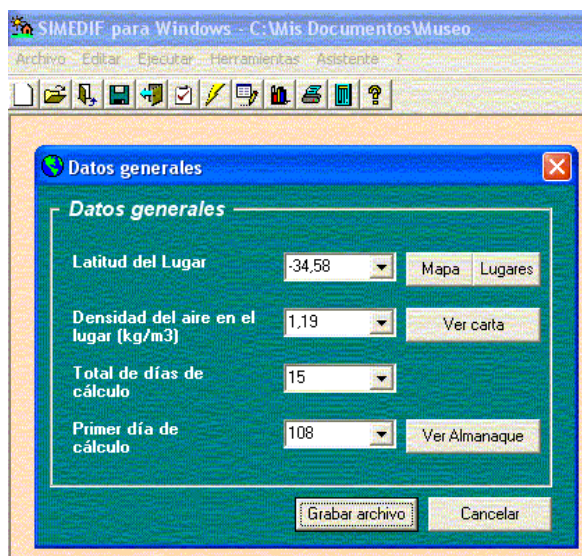 SIMEDIF para Windows - C:\Mis Documentos\Museo
Archivo Editar Ejecutar Herramientas Asistente ?
Datos generales
Datos generales
Latitud del Lugar -34,58 Mapa Lugares
Densidad del aire en el
lugar (kg/m3) 1,19 Ver carta
Total de días de
cálculo 15
Primer día de
cálculo 108 Ver Almanaque
Grabar archivo Cancelar